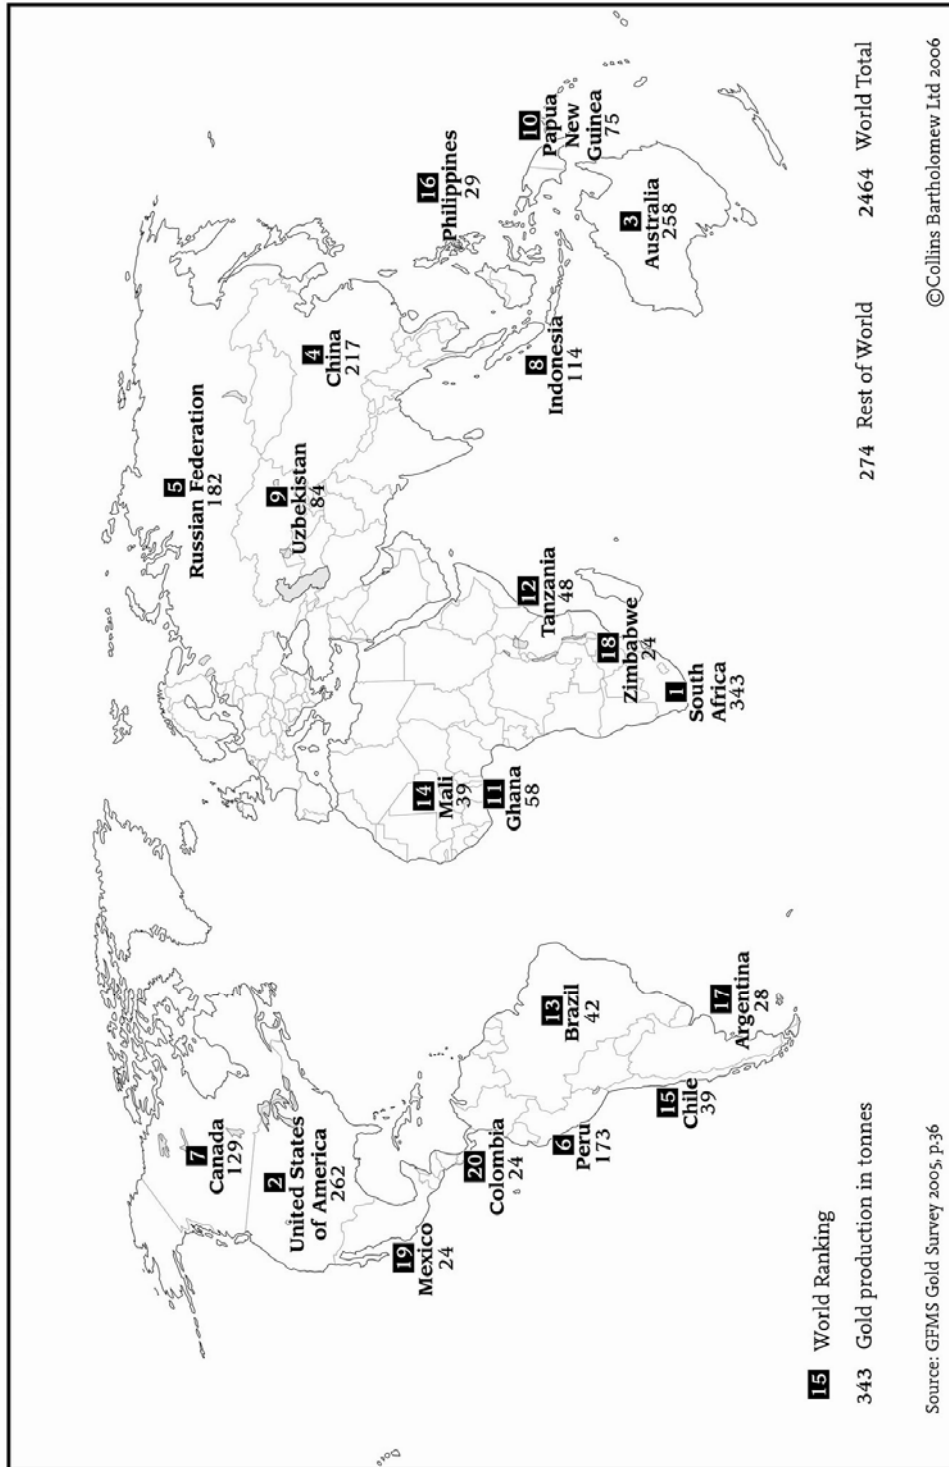 7
Canada
129
2
United States
of America
262
19
Mexico
24
20
Colombia
24
6
Peru
173
13
Brazil
42
15
Chile
39
17
Argentina
28
5
Russian Federation
182
9
Uzbekistan
84
4
China
217
14
Mali
39
11
Ghana
58
12
Tanzania
48
18
Zimbabwe
24
1
South
Africa
343
16
Philippines
29
8
Indonesia
114
10
Papua
New
Guinea
75
3
Australia
258
15 World Ranking
343 Gold production in tonnes
274 Rest of World
2464 World Total
Source: GFMS Gold Survey 2005, p.36
©Collins Bartholomew Ltd 2006